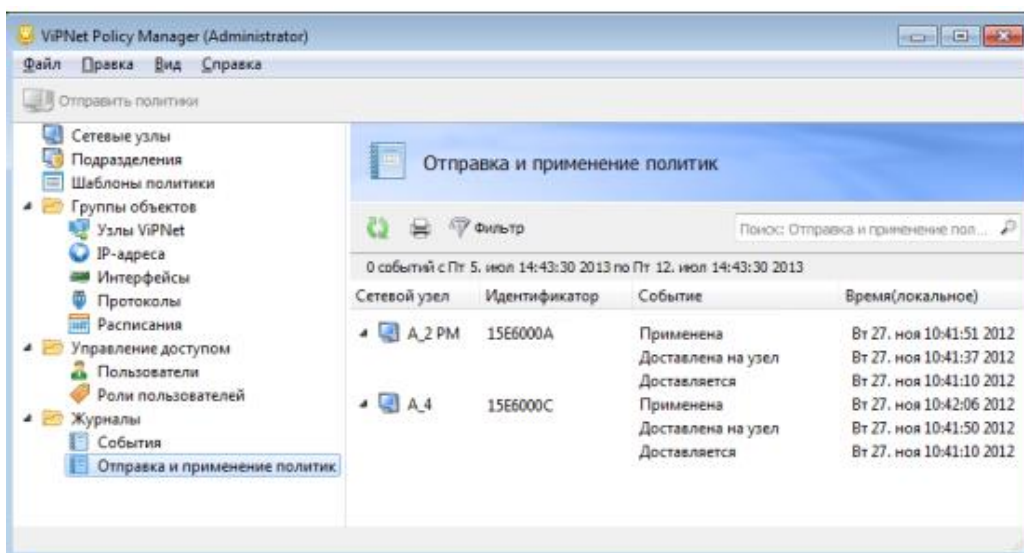 ViPNet Policy Manager (Administrator)
Файл Правка Вид Справка
Отправить политики
Сетевые узлы
Подразделения
Шаблоны политики
Группы объектов
Узлы ViPNet
IP-адреса
Интерфейсы
Протоколы
Расписания
Управление доступом
Пользователи
Роли пользователей
Журналы
События
Отправка и применение политик
Отправка и применение политик
Фильтр
Поиск: Отправка и применение пол...
0 событий с Пт 5. июл 14:43:30 2013 по Пт 12. июл 14:43:30 2013
Сетевой узел Идентификатор Событие Время(локальное)
A_2 PM 15E6000A Применена Вт 27. ноя 10:41:51 2012
Доставлена на узел Вт 27. ноя 10:41:37 2012
Доставляется Вт 27. ноя 10:41:10 2012
A_4 15E6000C Применена Вт 27. ноя 10:42:06 2012
Доставлена на узел Вт 27. ноя 10:41:50 2012
Доставляется Вт 27. ноя 10:41:10 2012